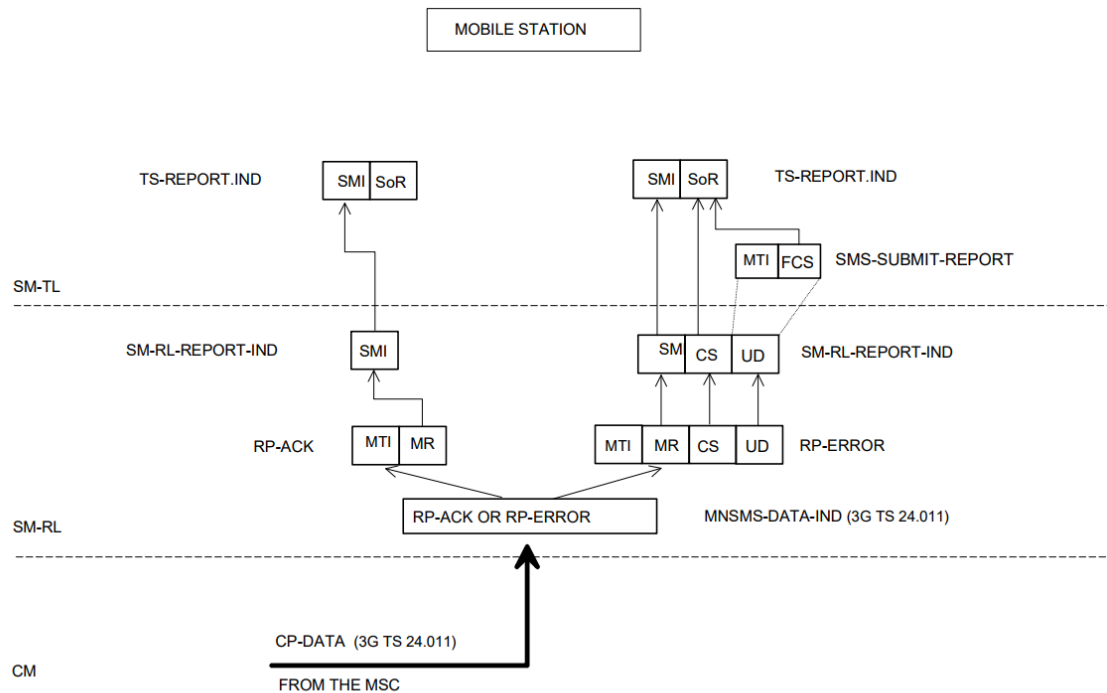 MOBILE STATION
TS-REPORT.IND
SMI SoR
SMI SoR
TS-REPORT.IND
MTI FCS
SMS-SUBMIT-REPORT
SM-TL
SM-RL-REPORT-IND
SMI
SMI CS UD
SM-RL-REPORT-IND
RP-ACK
MTI MR
MTI MR CS UD
RP-ERROR
RP-ACK OR RP-ERROR
MNSMS-DATA-IND (3G TS 24.011)
SM-RL
CP-DATA (3G TS 24.011)
CM
FROM THE MSC